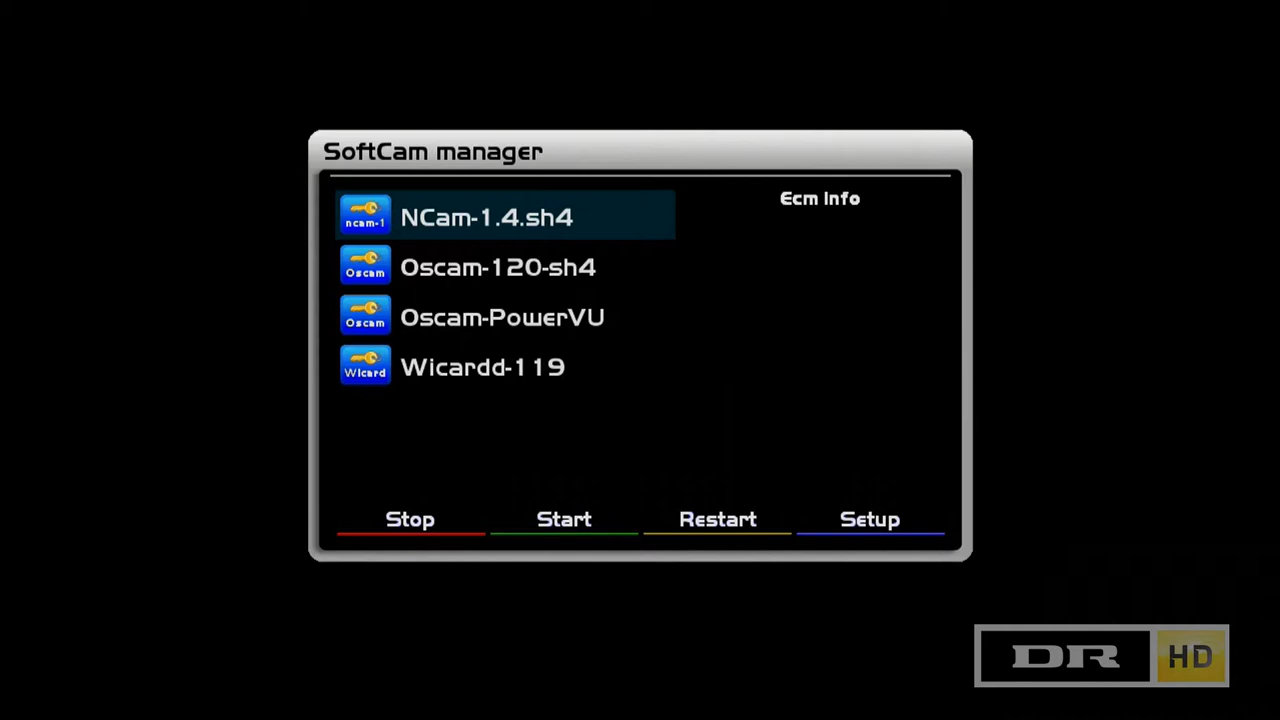 SoftCam manager
Ecm Info
ncam-1 NCam-1.4.sh4
Oscam Oscam-120-sh4
Oscam Oscam-PowerVU
Wicard Wicardd-119
Stop Start Restart Setup
DR HD